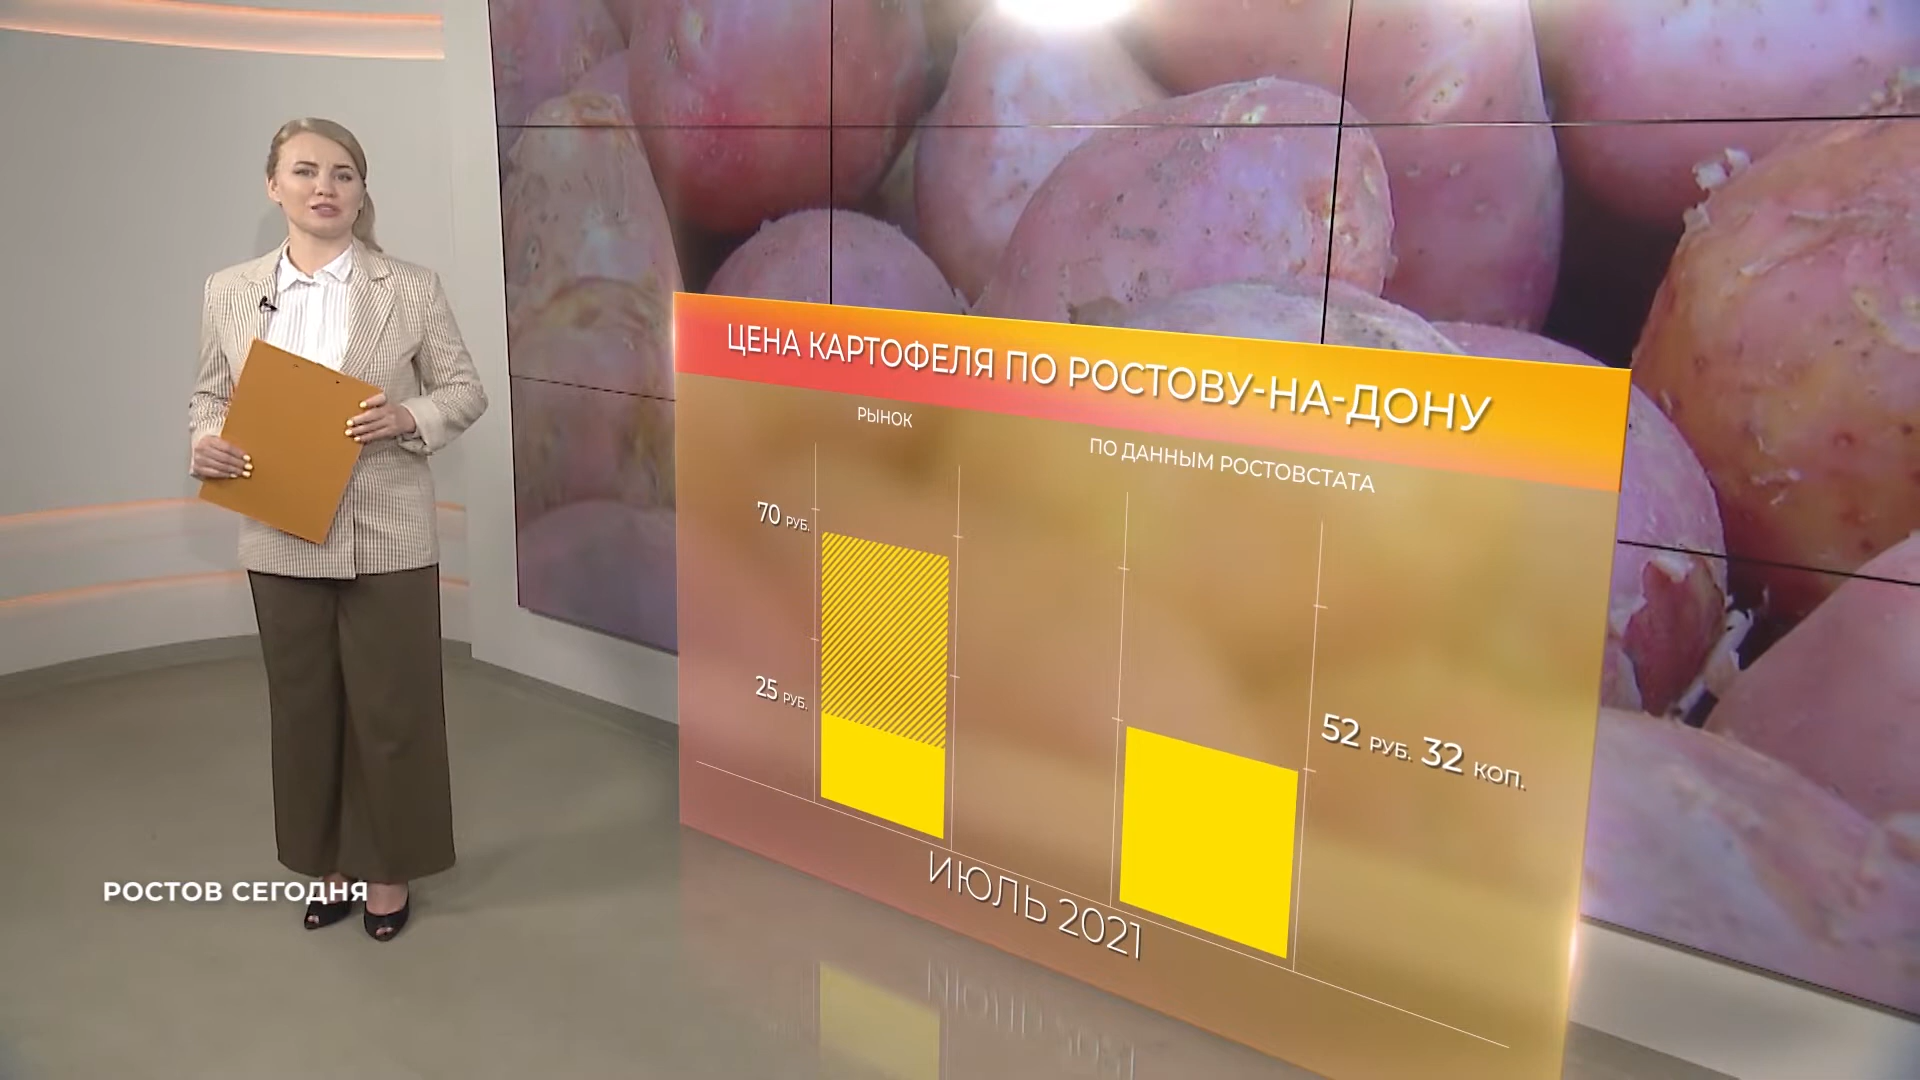 ЦЕНА КАРТОФЕЛЯ ПО РОСТОВУ-НА-ДОНУ
РЫНОК
ПО ДАННЫМ РОСТОВСТАТА
70 РУБ.
25 РУБ.
52 РУБ. 32 КОП.
ИЮЛЬ 2021
РОСТОВ СЕГОДНЯ